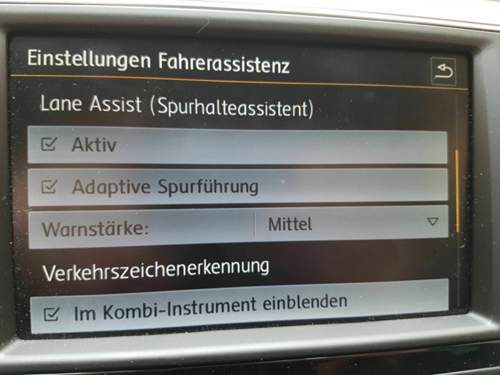 Einstellungen Fahrerassistenz
Lane Assist (Spurhalteassistent)
Aktiv
Adaptive Spurführung
Warnstärke: Mittel
Verkehrszeichenerkennung
Im Kombi-Instrument einblenden